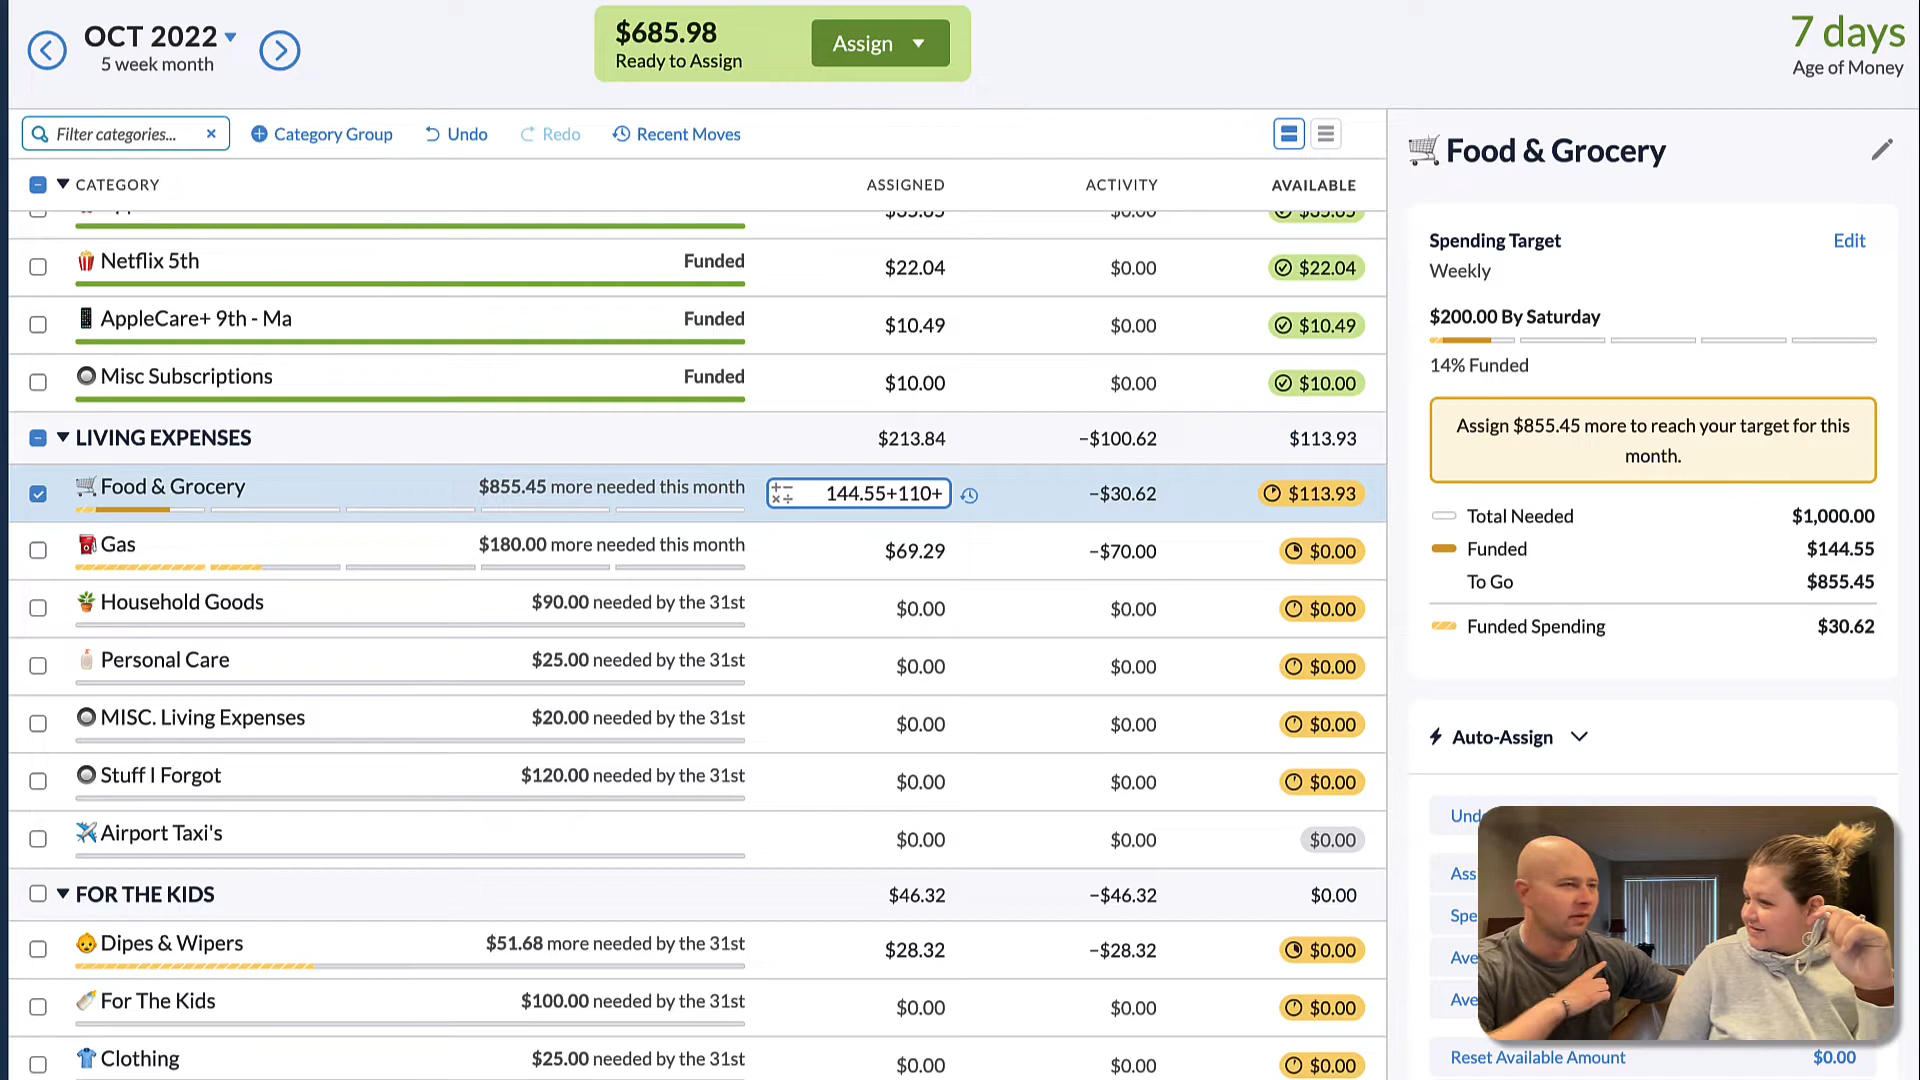 OCT 2022
5 week month
$685.98
Ready to Assign
Assign
7 days
Age of Money
Filter categories...
Category Group
Undo
Redo
Recent Moves
CATEGORY ASSIGNED ACTIVITY AVAILABLE
$0.00
Netflix 5th Funded $22.04 $0.00 $22.04
AppleCare+ 9th - Ma Funded $10.49 $0.00 $10.49
Misc Subscriptions Funded $10.00 $0.00 $10.00
LIVING EXPENSES $213.84 −$100.62 $113.93
Food & Grocery $855.45 more needed this month 144.55+110+ −$30.62 $113.93
Gas $180.00 more needed this month $69.29 −$70.00 $0.00
Household Goods $90.00 needed by the 31st $0.00 $0.00 $0.00
Personal Care $25.00 needed by the 31st $0.00 $0.00 $0.00
MISC. Living Expenses $20.00 needed by the 31st $0.00 $0.00 $0.00
Stuff I Forgot $120.00 needed by the 31st $0.00 $0.00 $0.00
Airport Taxi's $0.00 $0.00 $0.00
FOR THE KIDS $46.32 −$46.32 $0.00
Dipes & Wipers $51.68 more needed by the 31st $28.32 −$28.32 $0.00
For The Kids $100.00 needed by the 31st $0.00 $0.00 $0.00
Clothing $25.00 needed by the 31st $0.00 $0.00 $0.00
Food & Grocery
Spending Target Edit
Weekly
$200.00 By Saturday
14% Funded
Assign $855.45 more to reach your target for this
month.
Total Needed $1,000.00
Funded $144.55
To Go $855.45
Funded Spending $30.62
Auto-Assign
Und
Ass
Spe
Ave
Ave
Reset Available Amount $0.00